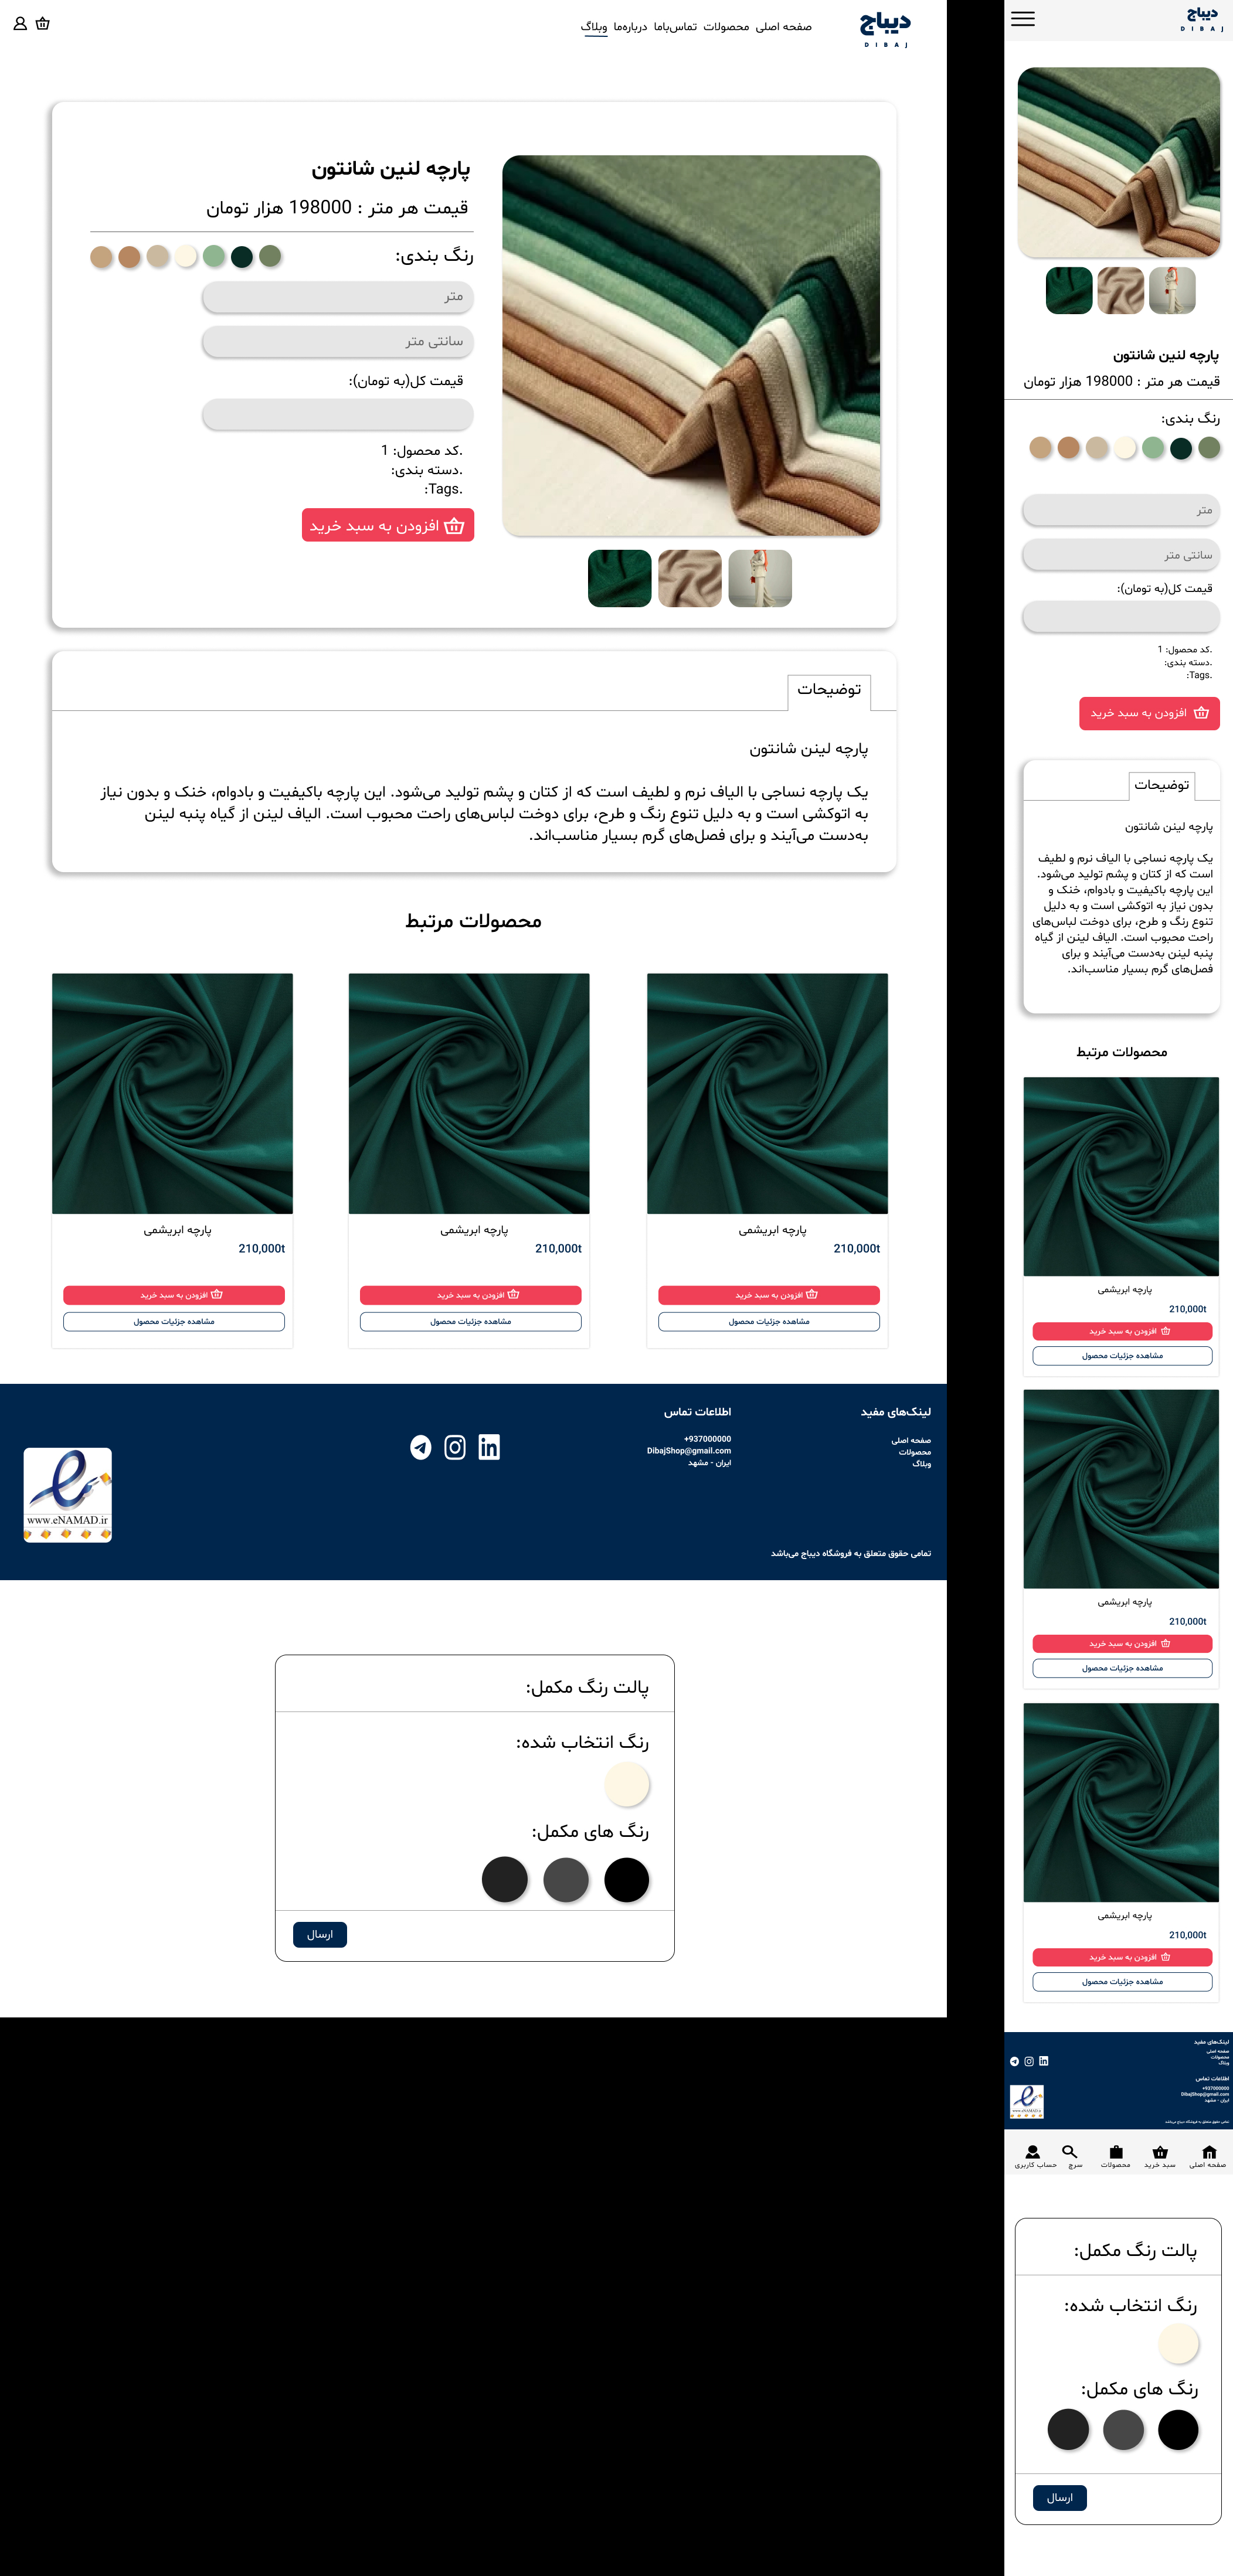 دیباج
DIBAJ
صفحه اصلی
محصولات
تماس‌باما
درباره‌ما
وبلاگ
پارچه لنین شانتون
قیمت هر متر : 198000 هزار تومان
رنگ بندی:
متر
سانتی متر
قیمت کل(به تومان):
.کد محصول: 1
.دسته بندی:
.Tags:
افزودن به سبد خرید
توضیحات
پارچه لینن شانتون
یک پارچه نساجی با الیاف نرم و لطیف است که از کتان و پشم تولید می‌شود. این پارچه باکیفیت و بادوام، خنک و بدون نیاز
به اتوکشی است و به دلیل تنوع رنگ و طرح، برای دوخت لباس‌های راحت محبوب است. الیاف لینن از گیاه پنبه لینن
به‌دست می‌آیند و برای فصل‌های گرم بسیار مناسب‌اند.
محصولات مرتبط
پارچه ابریشمی
210,000t
افزودن به سبد خرید
مشاهده جزئیات محصول
پارچه ابریشمی
210,000t
افزودن به سبد خرید
مشاهده جزئیات محصول
پارچه ابریشمی
210,000t
افزودن به سبد خرید
مشاهده جزئیات محصول
لینک‌های مفید
صفحه اصلی
محصولات
وبلاگ
اطلاعات تماس
+937000000
DibajShop@gmail.com
ایران - مشهد
www.eNAMAD.ir
تمامی حقوق متعلق به فروشگاه دیباج می‌باشد
پالت رنگ مکمل:
رنگ انتخاب شده:
رنگ های مکمل:
ارسال
دیباج
DIBAJ
پارچه لنین شانتون
قیمت هر متر : 198000 هزار تومان
رنگ بندی:
متر
سانتی متر
قیمت کل(به تومان):
.کد محصول: 1
.دسته بندی:
.Tags:
افزودن به سبد خرید
توضیحات
پارچه لینن شانتون
یک پارچه نساجی با الیاف نرم و لطیف
است که از کتان و پشم تولید می‌شود.
این پارچه باکیفیت و بادوام، خنک و
بدون نیاز به اتوکشی است و به دلیل
تنوع رنگ و طرح، برای دوخت لباس‌های
راحت محبوب است. الیاف لینن از گیاه
پنبه لینن به‌دست می‌آیند و برای
فصل‌های گرم بسیار مناسب‌اند.
محصولات مرتبط
پارچه ابریشمی
210,000t
افزودن به سبد خرید
مشاهده جزئیات محصول
پارچه ابریشمی
210,000t
افزودن به سبد خرید
مشاهده جزئیات محصول
پارچه ابریشمی
210,000t
افزودن به سبد خرید
مشاهده جزئیات محصول
لینک‌های مفید
صفحه اصلی
محصولات
وبلاگ
اطلاعات تماس
+937000000
DibajShop@gmail.com
ایران - مشهد
www.eNAMAD.ir
تمامی حقوق متعلق به فروشگاه دیباج می‌باشد
صفحه اصلی
سبد خرید
محصولات
سرچ
حساب کاربری
پالت رنگ مکمل:
رنگ انتخاب شده:
رنگ های مکمل:
ارسال